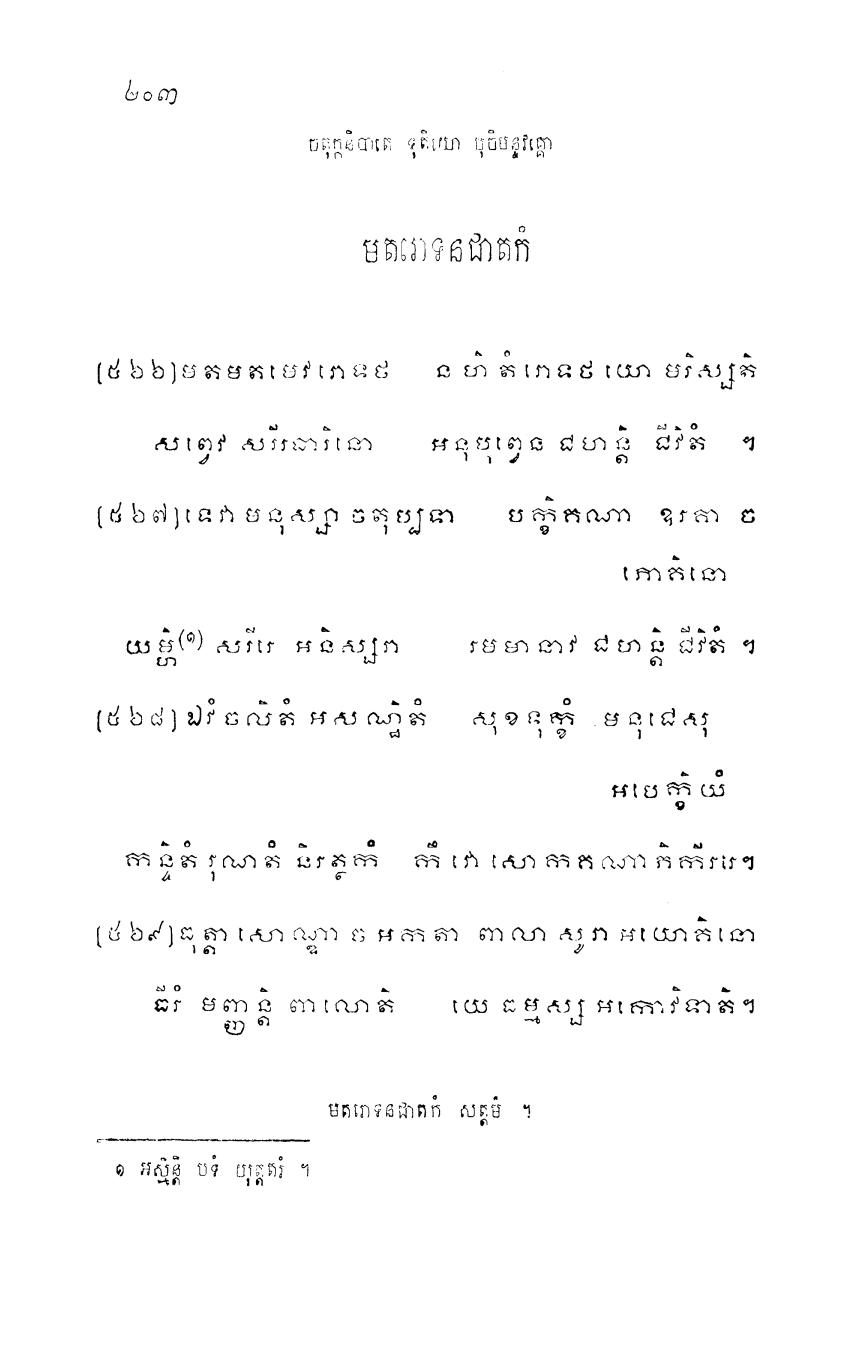 ២០៣
ចតុក្កនិបាតេ ទុតិយោ បុចិមន្ទវគ្គោ
មតរោទនជាតកំ
[៥៦៦] មតមតមេវ រោទថ ន ហិ តំ រោទថ យោ មរិស្សតិ
សព្វេវ សរីរធារិនោ អនុបុព្វេន ជហន្តិ ជីវិតំ ។
[៥៦៧] ទេវា មនុស្សា ចតុប្បទា បក្ខិគណា ឧរគា ច
ភោគិនោ
យម្ហិ(១) សរីរេ អនិស្សរា រមមានាវ ជហន្តិ ជីវិតំ ។
[៥៦៨] ឯវំ ចលិតំ អសណ្ឋិតំ សុខទុក្ខំ មនុជេសុ
អបេក្ខិយំ
កន្ទិតំ រុណតំ និរត្ថកំ កឹ វោ សោកគណាភិកីររេ។
[៥៦៩] ធុត្តា សោណ្ឌា ច អកតា ពាលា សូរា អយោគិនោ
ធីរំ មញ្ញន្តិ ពាលោតិ យេ ធម្មស្ស អកោវិទាតិ។
មតរោទនជាតកំ សត្តមំ ។
១ អស្មិន្តិ បទំ យុត្តតរំ ។